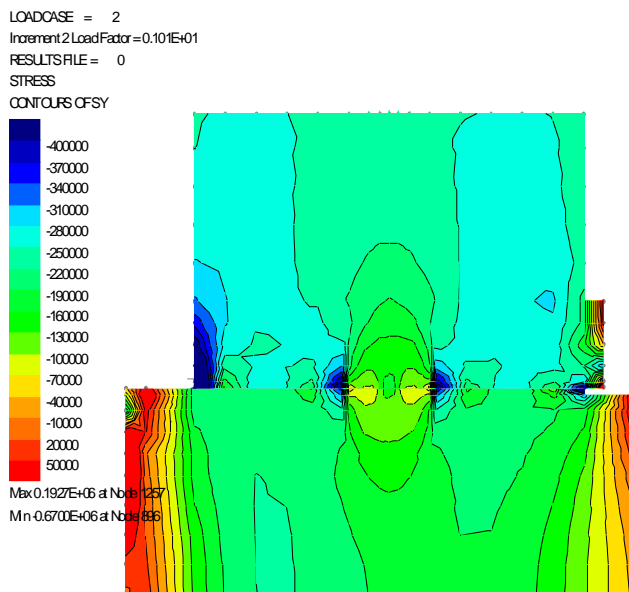 LOADCASE = 2
Increment 2 Load Factor = 0.101E+01
RESULTS FILE = 0
STRESS
CONTOURS OF SY
-400000
-370000
-340000
-310000
-280000
-250000
-220000
-190000
-160000
-130000
-100000
-70000
-40000
-10000
20000
50000
Max 0.1927E+06 at Node 1257
Min -0.6700E+06 at Node 896